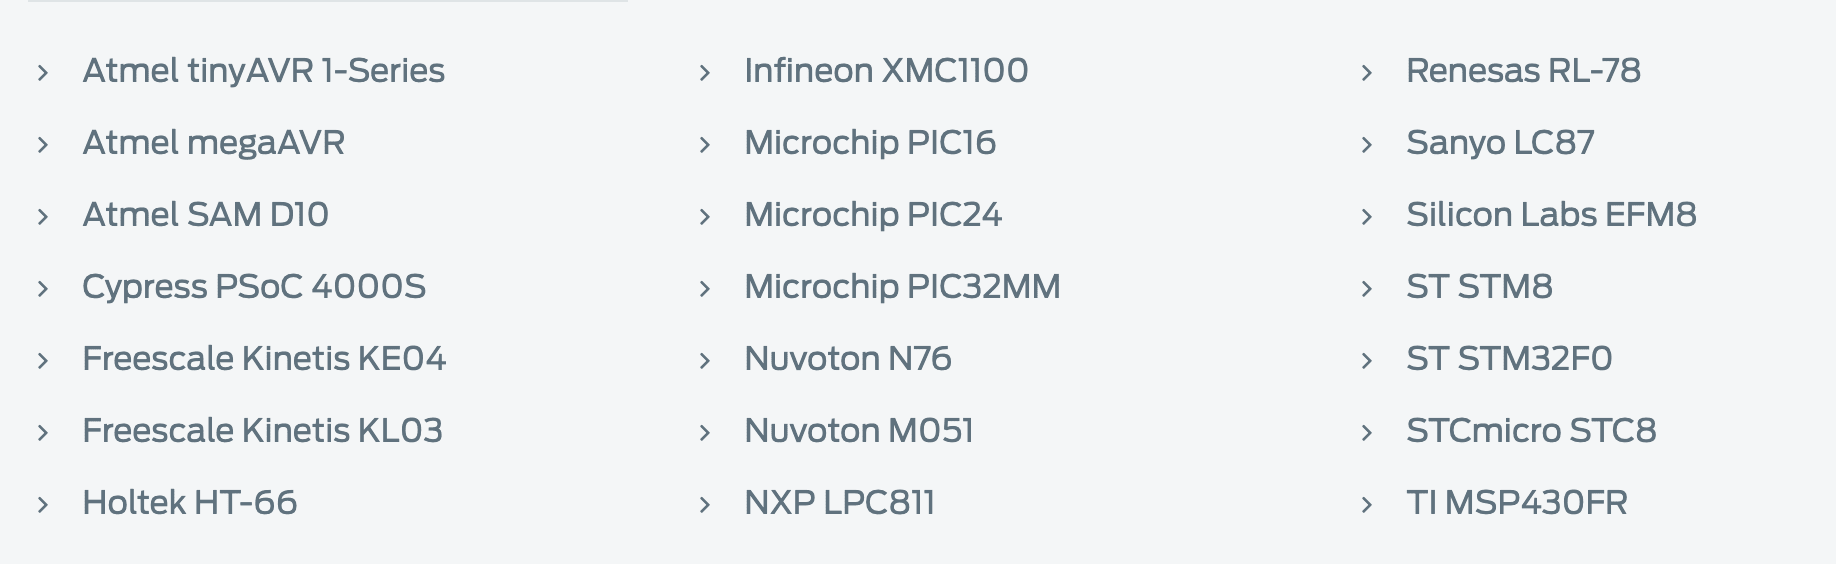 Atmel tinyAVR 1-Series
Atmel megaAVR
Atmel SAM D10
Cypress PSoC 4000S
Freescale Kinetis KE04
Freescale Kinetis KL03
Holtek HT-66
Infineon XMC1100
Microchip PIC16
Microchip PIC24
Microchip PIC32MM
Nuvoton N76
Nuvoton M051
NXP LPC811
Renesas RL-78
Sanyo LC87
Silicon Labs EFM8
ST STM8
ST STM32F0
STCmicro STC8
TI MSP430FR